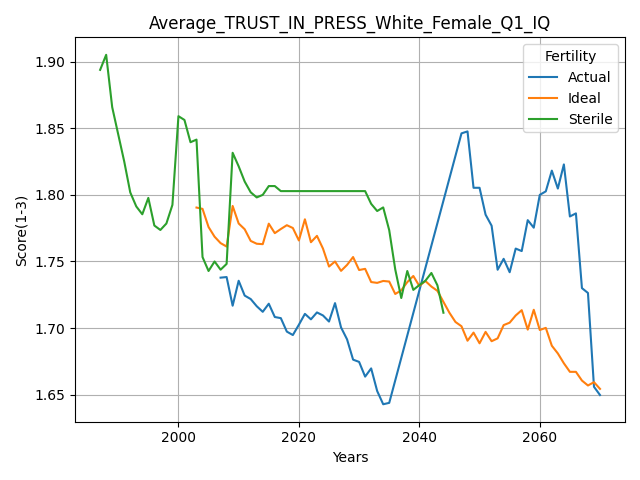 Average_TRUST_IN_PRESS_White_Female_Q1_IQ
Fertility
Actual
Ideal
Sterile
Score(1-3)
1.90
1.85
1.80
1.75
1.70
1.65
2000 2020 2040 2060
Years